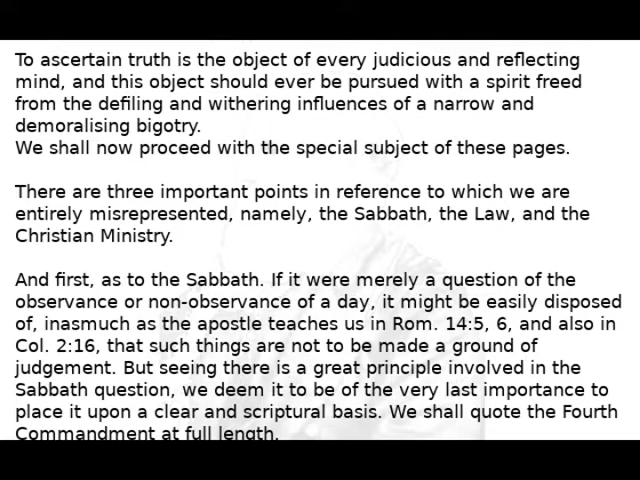 To ascertain truth is the object of every judicious and reflecting
mind, and this object should ever be pursued with a spirit freed
from the defiling and withering influences of a narrow and
demoralising bigotry.
We shall now proceed with the special subject of these pages.
There are three important points in reference to which we are
entirely misrepresented, namely, the Sabbath, the Law, and the
Christian Ministry.
And first, as to the Sabbath. If it were merely a question of the
observance or non-observance of a day, it might be easily disposed
of, inasmuch as the apostle teaches us in Rom. 14:5, 6, and also in
Col. 2:16, that such things are not to be made a ground of
judgement. But seeing there is a great principle involved in the
Sabbath question, we deem it to be of the very last importance to
place it upon a clear and scriptural basis. We shall quote the Fourth
Commandment at full length.